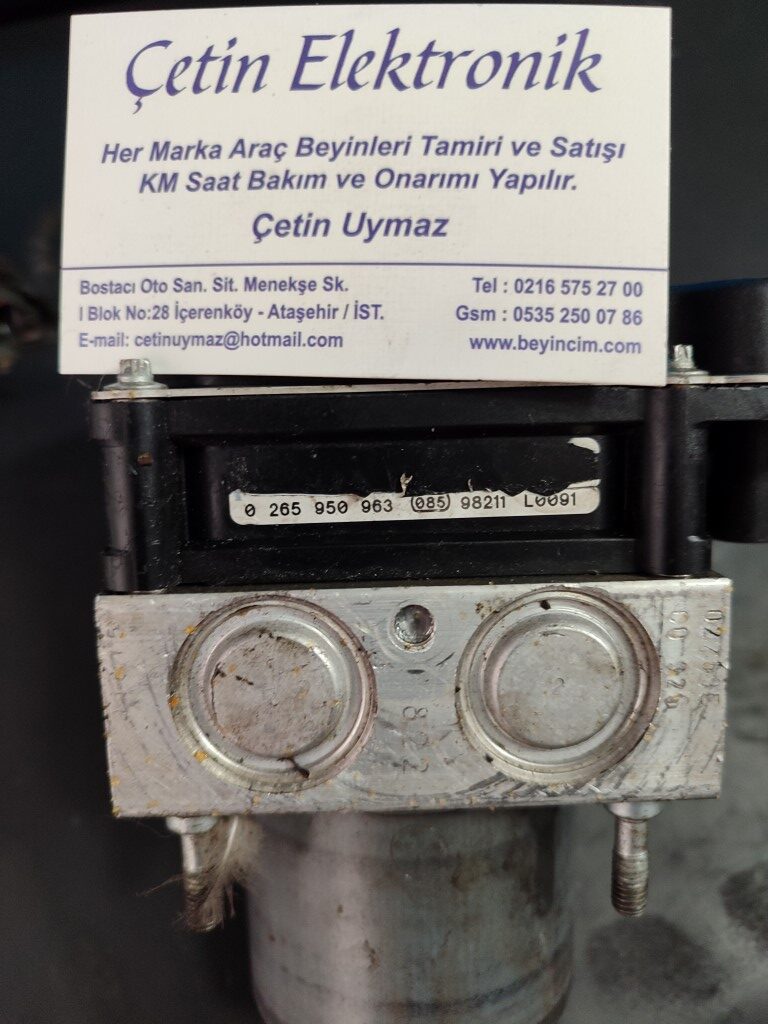 Çetin Elektronik
Her Marka Araç Beyinleri Tamiri ve Satışı
KM Saat Bakım ve Onarımı Yapılır.
Çetin Uymaz
Bostacı Oto San. Sit. Menekşe Sk.
I Blok No:28 İçerenköy - Ataşehir / İST.
E-mail: cetinuymaz@hotmail.com
Tel : 0216 575 27 00
Gsm : 0535 250 07 86
www.beyincim.com
0 265 950 963 085 98211 L0091
822